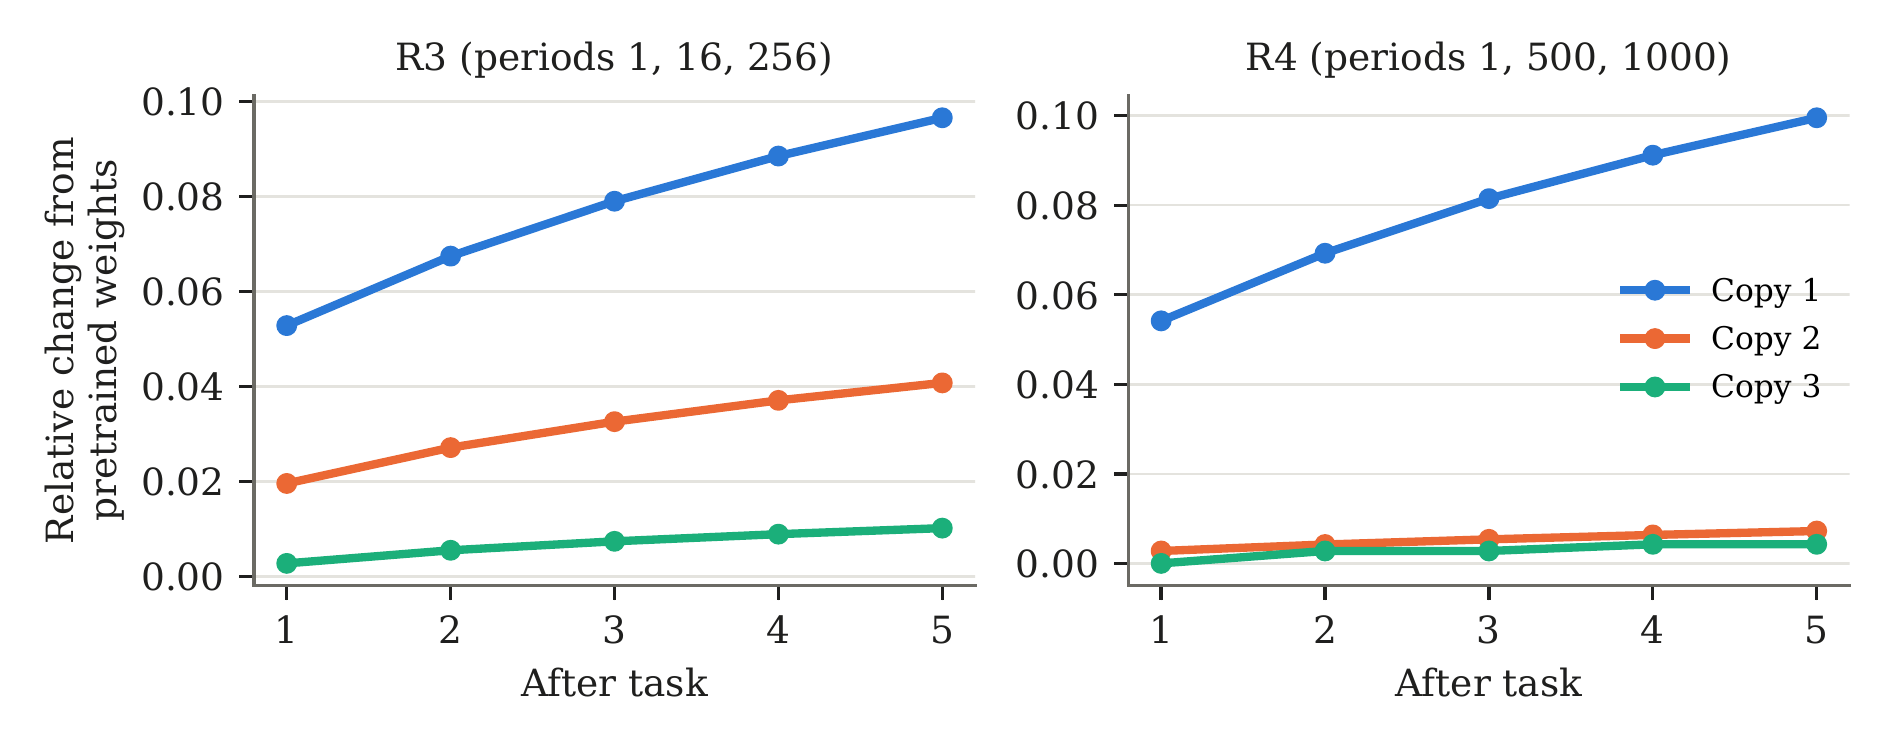 R3 (periods 1, 16, 256)
Relative change from
pretrained weights
0.10
0.08
0.06
0.04
0.02
0.00
1 2 3 4 5
After task
R4 (periods 1, 500, 1000)
0.10
0.08
0.06
0.04
0.02
0.00
Copy 1
Copy 2
Copy 3
1 2 3 4 5
After task